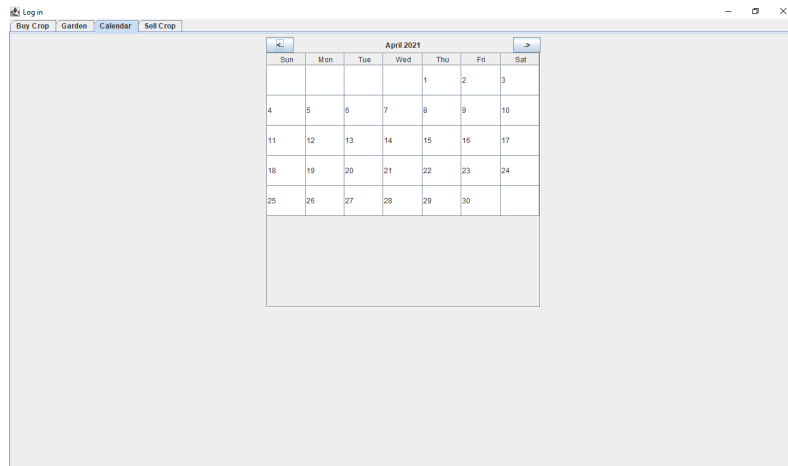 Log in
Buy Crop Garden Calendar Sell Crop
<- April 2021 ->
Sun Mon Tue Wed Thu Fri Sat
1 2 3
4 5 6 7 8 9 10
11 12 13 14 15 16 17
18 19 20 21 22 23 24
25 26 27 28 29 30